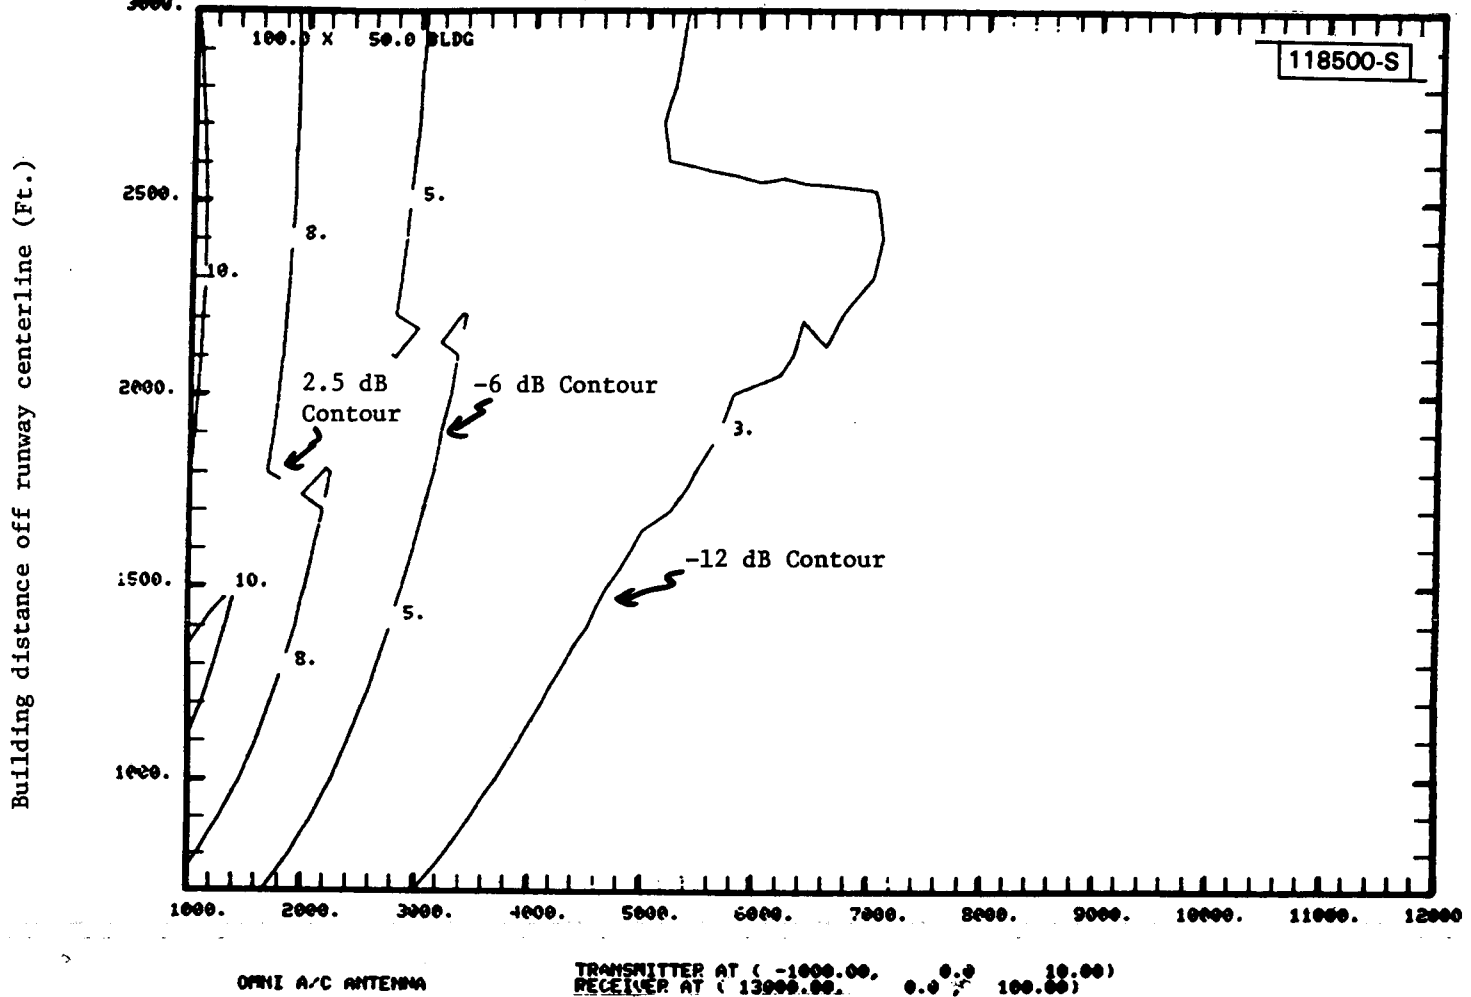 3000.
100.0 X 50.0 BLDG
118500-S
2500.
5.
8.
10.
2000.
2.5 dB
Contour
-6 dB Contour
3.
-12 dB Contour
1500.
10.
5.
8.
1000.
Building distance off runway centerline (Ft.)
1000. 2000. 3000. 4000. 5000. 6000. 7000. 8000. 9000. 10000. 11000. 12000
OMNI A/C ANTENNA
TRANSMITTER AT ( -1000.00, 0.0 10.00)
RECEIVER AT ( 13000.00, 0.0 , 100.00)